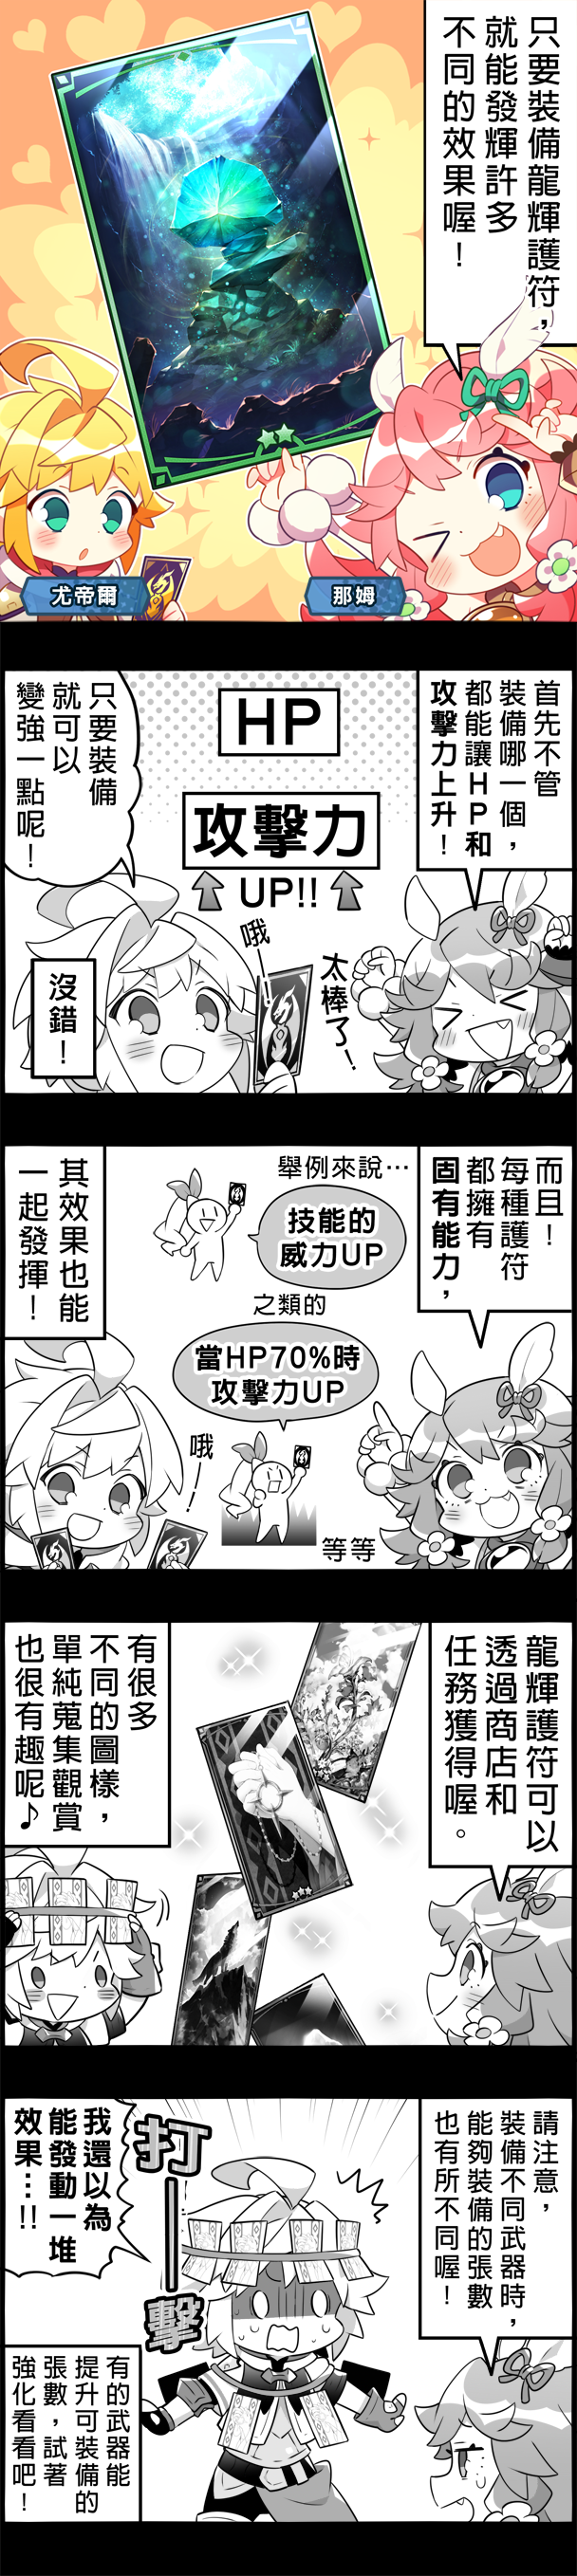 只要裝備龍輝護符，
就能發輝許多
不同的效果喔！
尤帝爾
那姆
首先不管
裝備哪一個，
都能讓HP和
攻擊力上升！
HP
攻擊力
UP!!
只要裝備
就可以
變強一點呢！
太棒了！
哦——
沒錯！
而且！
每種護符
都擁有
固有能力，
舉例來說…
技能的
威力UP
之類的
當HP70%時
攻擊力UP
等等
其效果也能
一起發揮！
哦——！
龍輝護符可以
透過商店和
任務獲得喔。
有很多
不同的圖樣，
單純蒐集觀賞
也很有趣呢♪
請注意，
裝備不同武器時，
能夠裝備的張數
也有所不同喔！
打——擊
我還以為
能發動一堆
效果…!!
有的武器能
提升可裝備的
張數，試著
強化看看吧！